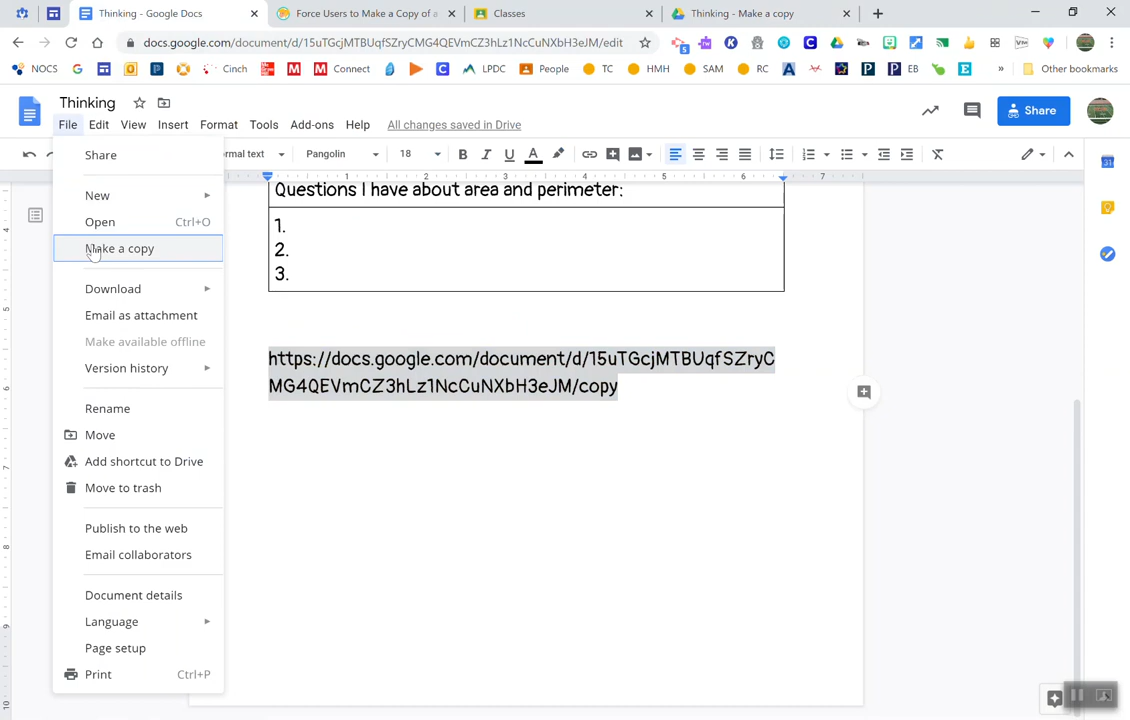 Thinking - Google Docs
Force Users to Make a Copy of a
Classes
Thinking - Make a copy
docs.google.com/document/d/15uTGcjMTBUqfSZryCMG4QEVmCZ3hLz1NcCuNXbH3eJM/edit
NOCS
Cinch
Connect
LPDC
People
TC
HMH
SAM
RC
EB
Other bookmarks
Thinking
Share
File Edit View Insert Format Tools Add-ons Help All changes saved in Drive
rmal text
Pangolin
18
Share
New
Open Ctrl+O
Make a copy
Download
Email as attachment
Make available offline
Version history
Rename
Move
Add shortcut to Drive
Move to trash
Publish to the web
Email collaborators
Document details
Language
Page setup
Print Ctrl+P
Questions I have about area and perimeter:
1.
2.
3.
https://docs.google.com/document/d/15uTGcjMTBUqfSZryC
MG4QEVmCZ3hLz1NcCuNXbH3eJM/copy